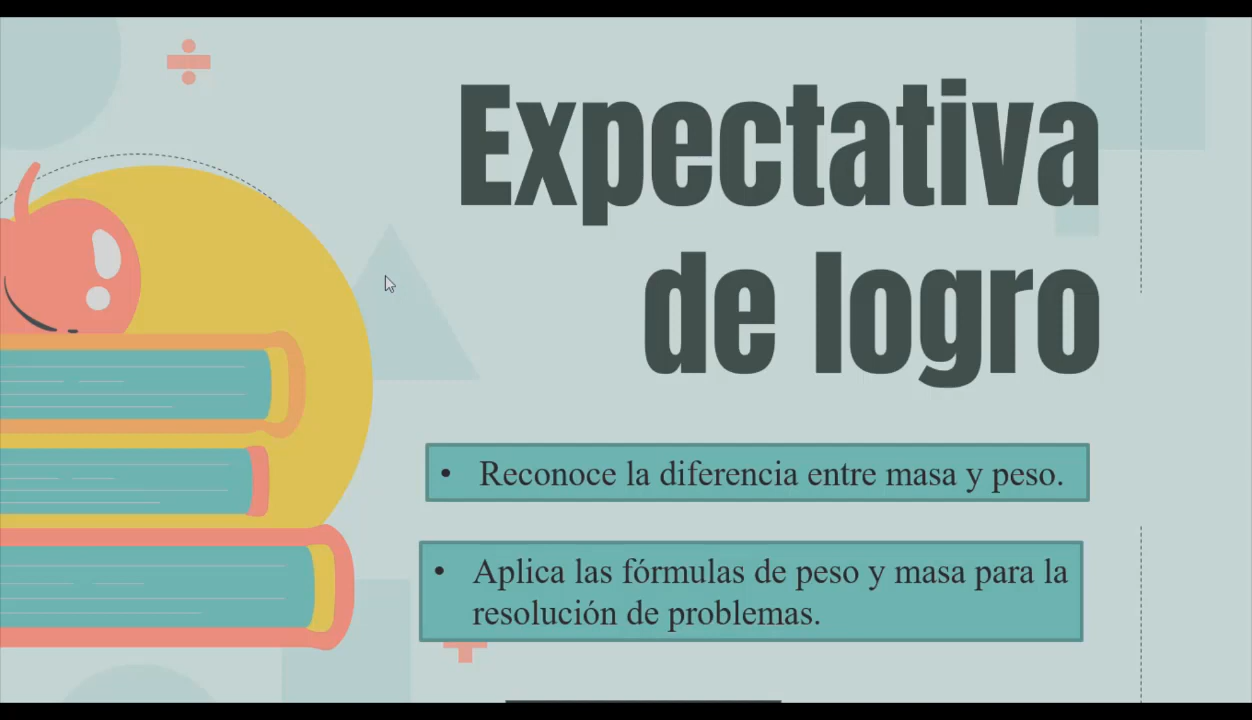 Expectativa
de logro
• Reconoce la diferencia entre masa y peso.
• Aplica las fórmulas de peso y masa para la
resolución de problemas.